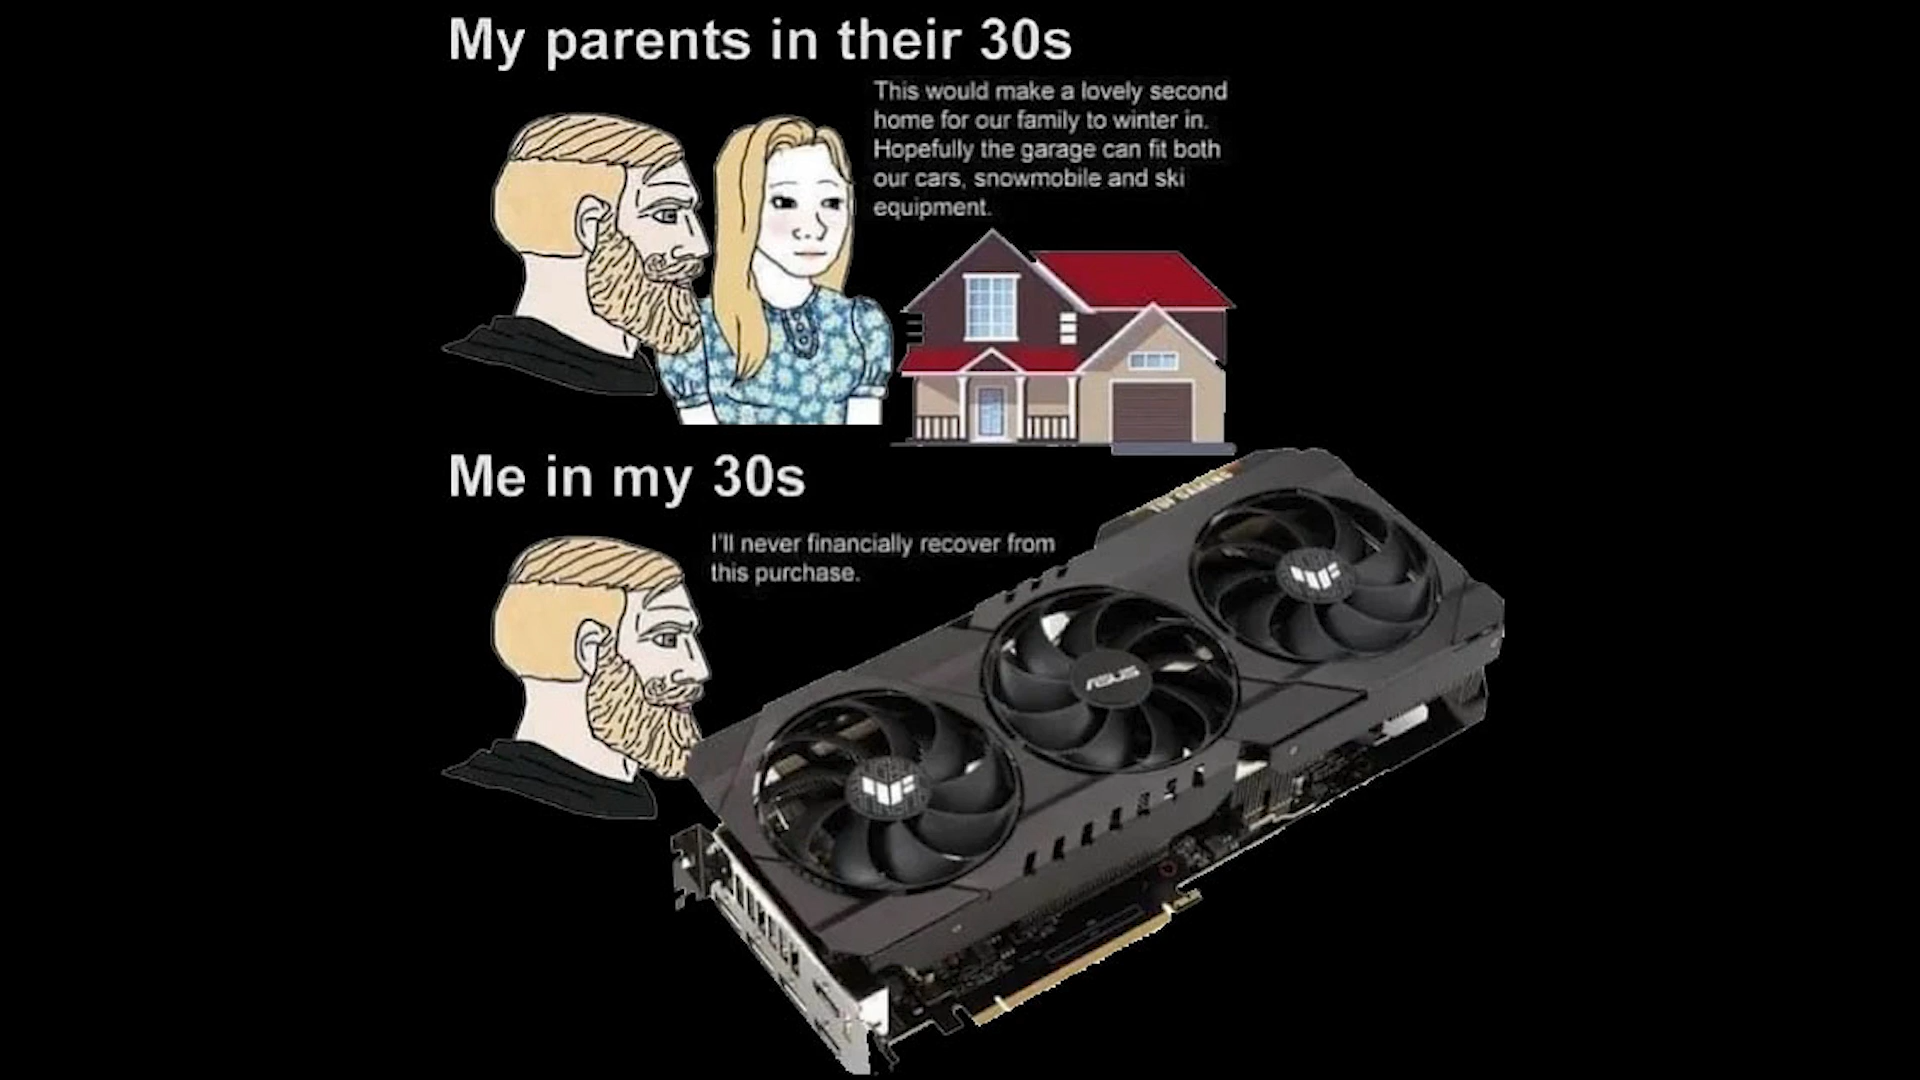 My parents in their 30s
This would make a lovely second
home for our family to winter in.
Hopefully the garage can fit both
our cars, snowmobile and ski
equipment.
Me in my 30s
I'll never financially recover from
this purchase.
TUF GAMING
ASUS